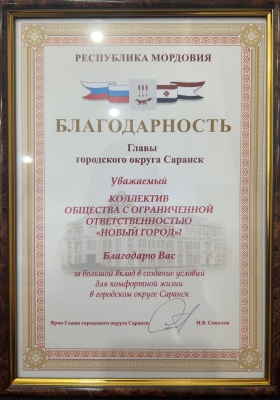 РЕСПУБЛИКА МОРДОВИЯ
БЛАГОДАРНОСТЬ
Главы
городского округа Саранск
Уважаемый
КОЛЛЕКТИВ
ОБЩЕСТВА С ОГРАНИЧЕННОЙ
ОТВЕТСТВЕННОСТЬЮ
«НОВЫЙ ГОРОД»!
Благодарю Вас
за большой вклад в создание условий
для комфортной жизни
в городском округе Саранск
Врио Главы городского округа Саранск И.В. Соколов